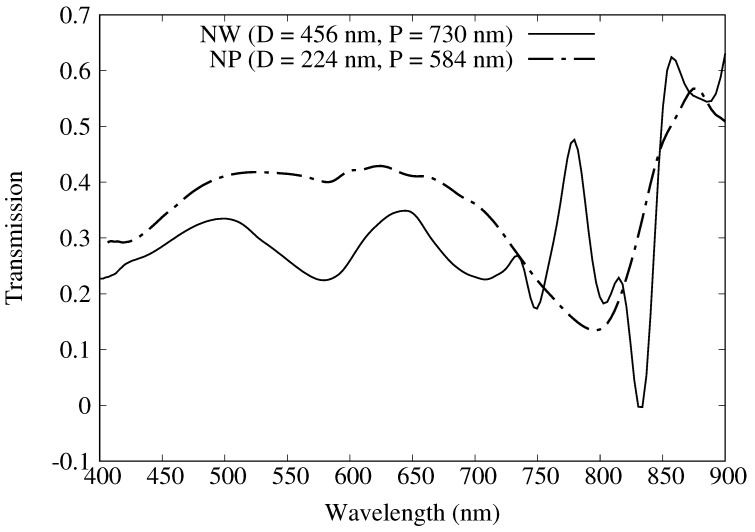 0.7
NW (D = 456 nm, P = 730 nm)
0.6
NP (D = 224 nm, P = 584 nm)
0.5
0.4
Transmission
0.3
0.2
0.1
0
-0.1
400 450 500 550 600 650 700 750 800 850 900
Wavelength (nm)